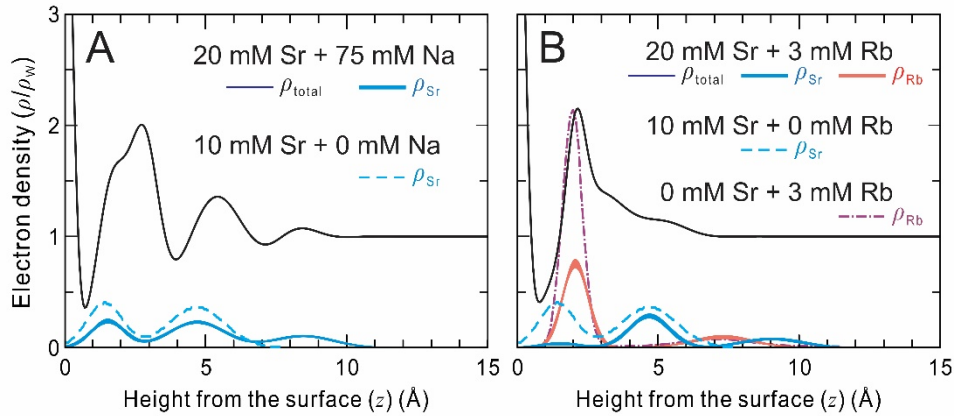 A
20 mM Sr + 75 mM Na
ρtotal ρSr
10 mM Sr + 0 mM Na
ρSr
Electron density (ρ/ρw)
3
2
1
0
0 5 10 15
Height from the surface (z) (Å)
B
20 mM Sr + 3 mM Rb
ρtotal ρSr ρRb
10 mM Sr + 0 mM Rb
ρSr
0 mM Sr + 3 mM Rb
ρRb
0 5 10 15
Height from the surface (z) (Å)